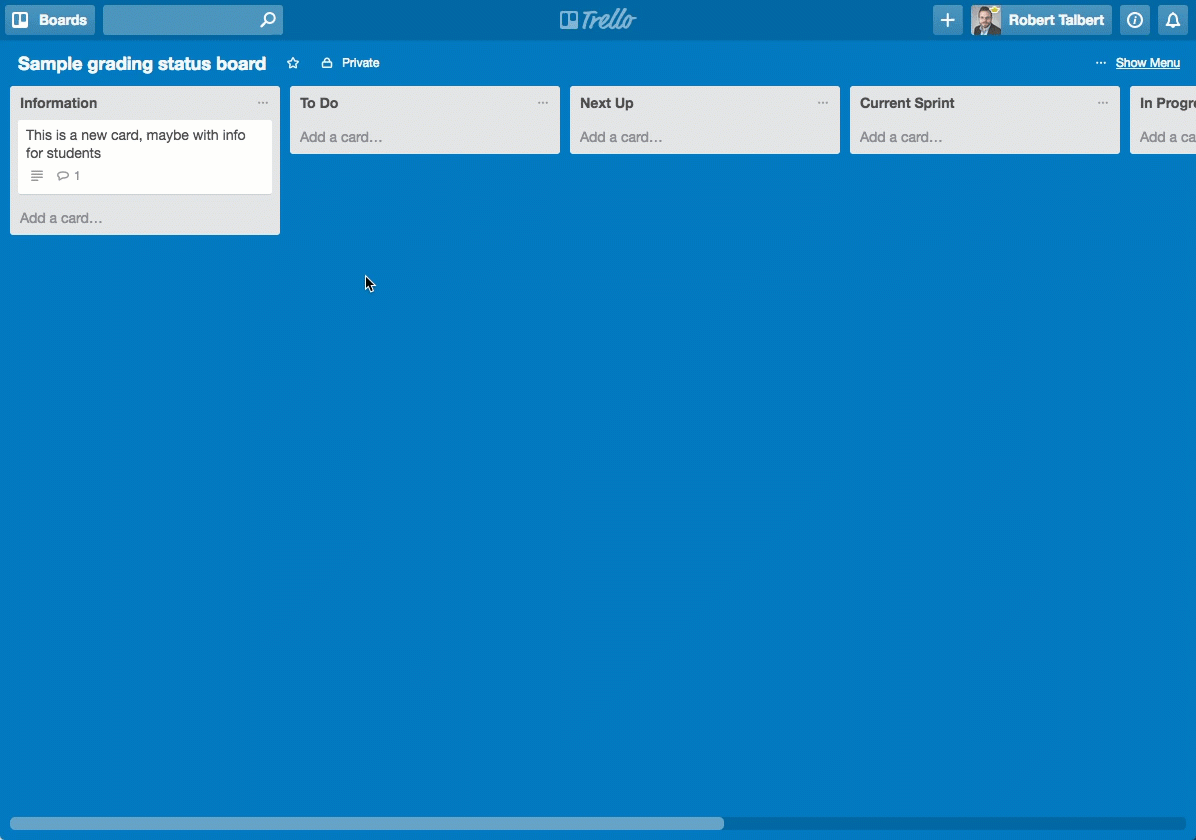 Boards
Trello
Robert Talbert
Sample grading status board
Private
... Show Menu
Information ...
This is a new card, maybe with info
for students
1
Add a card...
To Do ...
Add a card...
Next Up ...
Add a card...
Current Sprint ...
Add a card...
In Progre
Add a ca